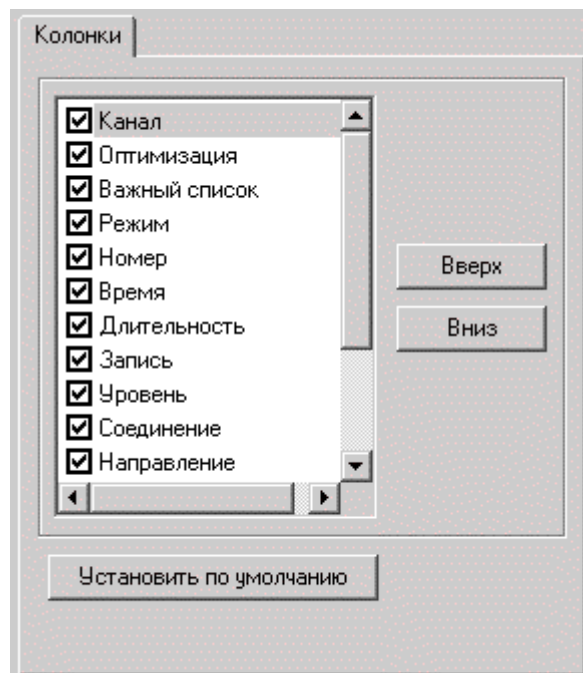 Колонки
Канал
Оптимизация
Важный список
Режим
Номер
Время
Длительность
Запись
Уровень
Соединение
Направление
Вверх
Вниз
Установить по умолчанию